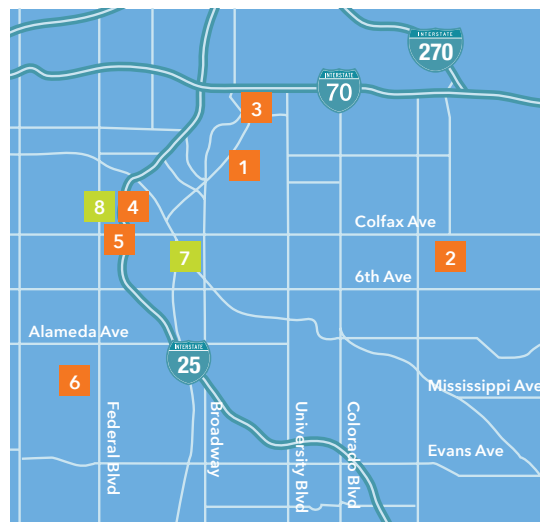 INTERSTATE
270
INTERSTATE
70
3
1
8
4
Colfax Ave
5
7
2
6th Ave
Alameda Ave
INTERSTATE
25
6
Mississippi Ave
Federal Blvd
Broadway
University Blvd
Colorado Blvd
Evans Ave